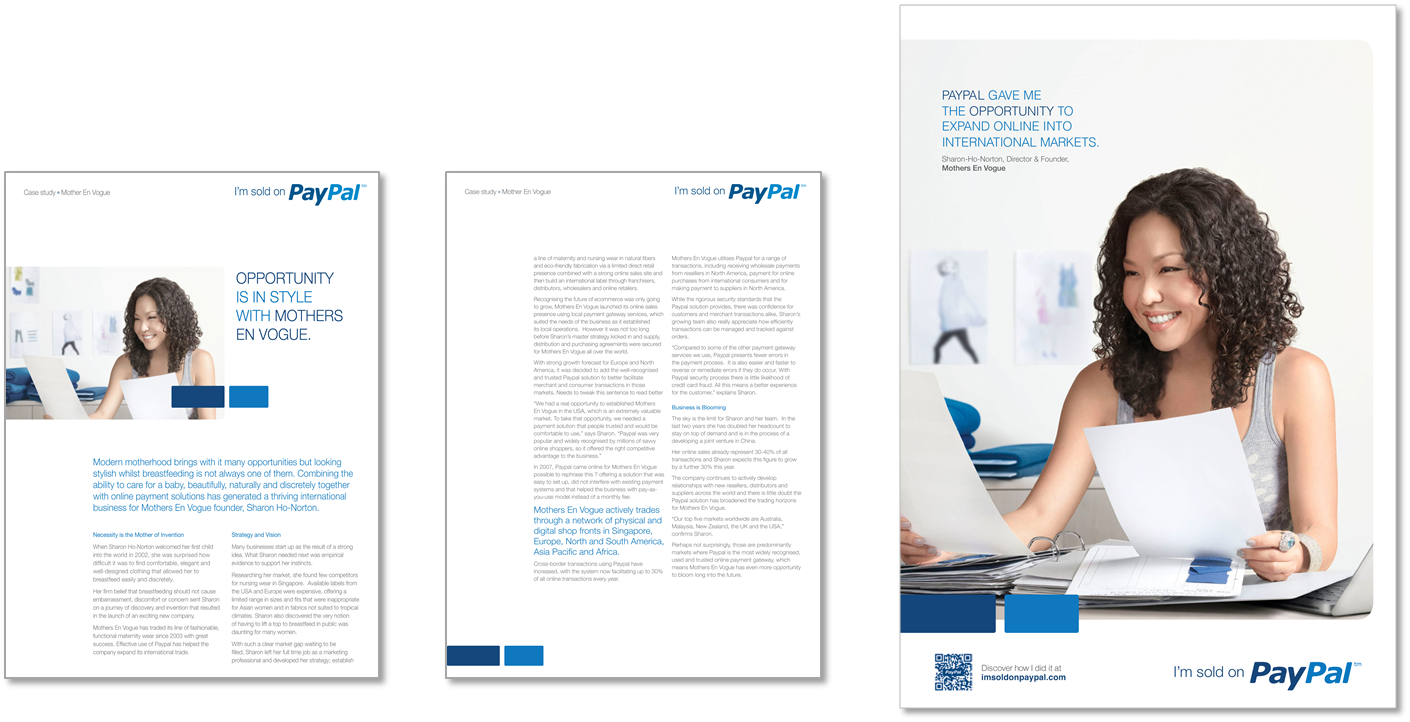 Case study • Mother En Vogue
I'm sold on PayPal
OPPORTUNITY
IS IN STYLE
WITH MOTHERS
EN VOGUE.
Modern motherhood brings with it many opportunities but looking
stylish whilst breastfeeding is not always one of them. Combining the
ability to care for a baby, beautifully, naturally and discretely together
with online payment solutions has generated a thriving international
business for Mothers En Vogue founder, Sharon Ho-Norton.
Necessity is the Mother of Invention
When Sharon Ho-Norton welcomed her first child
into the world in 2002, she was surprised how
difficult it was to find comfortable, elegant and
well-designed clothing that allowed her to
breastfeed easily and discretely.
Her firm belief that breastfeeding should not cause
embarrassment, discomfort or concern sent Sharon
on a journey of discovery and invention that resulted
in the launch of an exciting new company.
Mothers En Vogue has traded its line of fashionable,
functional maternity wear since 2003 with great
success. Effective use of Paypal has helped the
company expand its international trade.
Strategy and Vision
Many businesses start up as the result of a strong
idea. What Sharon needed next was empirical
evidence to support her instincts.
Researching her market, she found few competitors
for nursing wear in Singapore. Available labels from
the USA and Europe were expensive, offering a
limited range in sizes and fits that were inappropriate
for Asian women and in fabrics not suited to tropical
climates. Sharon also discovered the very notion
of having to lift a top to breastfeed in public was
daunting for many women.
With such a clear market gap waiting to be
filled, Sharon left her full time job as a marketing
professional and developed her strategy; establish
Case study • Mother En Vogue
I'm sold on PayPal
a line of maternity and nursing wear in natural fibers
and eco-friendly fabrication via a limited direct retail
presence combined with a strong online sales site and
then build an international label through franchisers,
distributors, wholesalers and online retailers.
Recognising the future of ecommerce was only going
to grow, Mothers En Vogue launched its online sales
presence using local payment gateway services, which
suited the needs of the business as it established
its local operations. However it was not too long
before Sharon's master strategy kicked in and supply,
distribution and purchasing agreements were secured
for Mothers En Vogue all over the world.
With strong growth forecast for Europe and North
America, it was decided to add the well-recognised
and trusted Paypal solution to better facilitate
merchant and consumer transactions in those
markets. Needs to tweak this sentence to read better
"We had a real opportunity to established Mothers
En Vogue in the USA, which is an extremely valuable
market. To take that opportunity, we needed a
payment solution that people trusted and would be
comfortable to use," says Sharon. "Paypal was very
popular and widely recognised by millions of savvy
online shoppers, so it offered the right competitive
advantage to the business."
In 2007, Paypal came online for Mothers En Vogue
possible to rephose this ? offering a solution that was
easy to set up, did not interfere with existing payment
systems and that helped the business with pay-as-
you-use model instead of a monthly fee.
Mothers En Vogue actively trades
through a network of physical and
digital shop fronts in Singapore,
Europe, North and South America,
Asia Pacific and Africa.
Cross-border transactions using Paypal have
increased, with the system now facilitating up to 30%
of all online transactions every year.
Mothers En Vogue utilises Paypal for a range of
transactions, including receiving wholesale payments
from resellers in North America, payment for online
purchases from international consumers and for
making payment to suppliers in North America.
While the rigorous security standards that the
Paypal solution provides, there was confidence for
customers and merchant transactions alike, Sharon's
growing team also really appreciate how efficiently
transactions can be managed and tracked against
orders.
"Compared to some of the other payment gateway
services we use, Paypal presents fewer errors in
the payment process. It is also easier and faster to
reverse or remediate errors if they do occur. With
Paypal security process there is little likelihood of
credit card fraud. All this means a better experience
for the customer." explains Sharon.
Business is Blooming
The sky is the limit for Sharon and her team. In the
last two years she has doubled her headcount to
stay on top of demand and is in the process of a
developing a joint venture in China.
Her online sales already represent 30-40% of all
transactions and Sharon expects this figure to grow
by a further 30% this year.
The company continues to actively develop
relationships with new resellers, distributors and
suppliers across the world and there is little doubt the
Paypal solution has broadened the trading horizons
for Mothers En Vogue.
"Our top five markets worldwide are Australia,
Malaysia, New Zealand, the UK and the USA,"
confirms Sharon.
Perhaps not surprisingly, those are predominantly
markets where Paypal is the most widely recognised,
used and trusted online payment gateway, which
means Mothers En Vogue has even more opportunity
to bloom long into the future.
PAYPAL GAVE ME
THE OPPORTUNITY TO
EXPAND ONLINE INTO
INTERNATIONAL MARKETS.
Sharon-Ho-Norton, Director & Founder,
Mothers En Vogue
PayPal
Discover how I did it at
imsoldonpaypal.com
I'm sold on PayPal